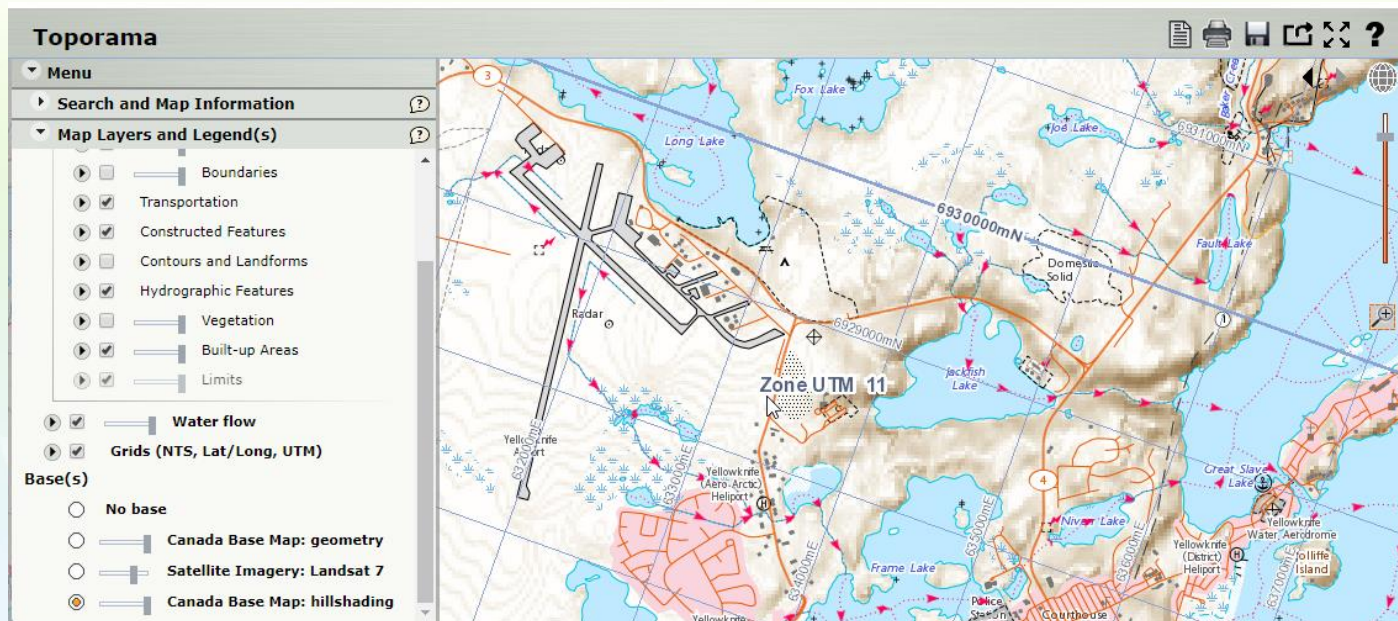 Toporama
?
Menu
Search and Map Information
?
Map Layers and Legend(s)
?
Boundaries
Transportation
Constructed Features
Contours and Landforms
Hydrographic Features
Vegetation
Built-up Areas
Limits
Water flow
Grids (NTS, Lat/Long, UTM)
Base(s)
No base
Canada Base Map: geometry
Satellite Imagery: Landsat 7
Canada Base Map: hillshading
3
Fox Lake
Long Lake
Joe Lake
Baker Cree
6931000mN
6930000mN
Fault Lake
Domestic
Solid
1
Radar
6929000mN
Jackfish
Lake
Zone UTM 11
632000mE
633000mE
Yellowknife
(Aero Arctic)
Heliport
H
4
Great Slave
Lake
Niven Lake
Yellowknife
Water Aerodrome
Yellowknife
(District)
Heliport
H
Jolliffe
Island
635000mE
636000mE
637000mE
634000mE
Frame Lake
Police
Station
Courthouse
Yellowknife